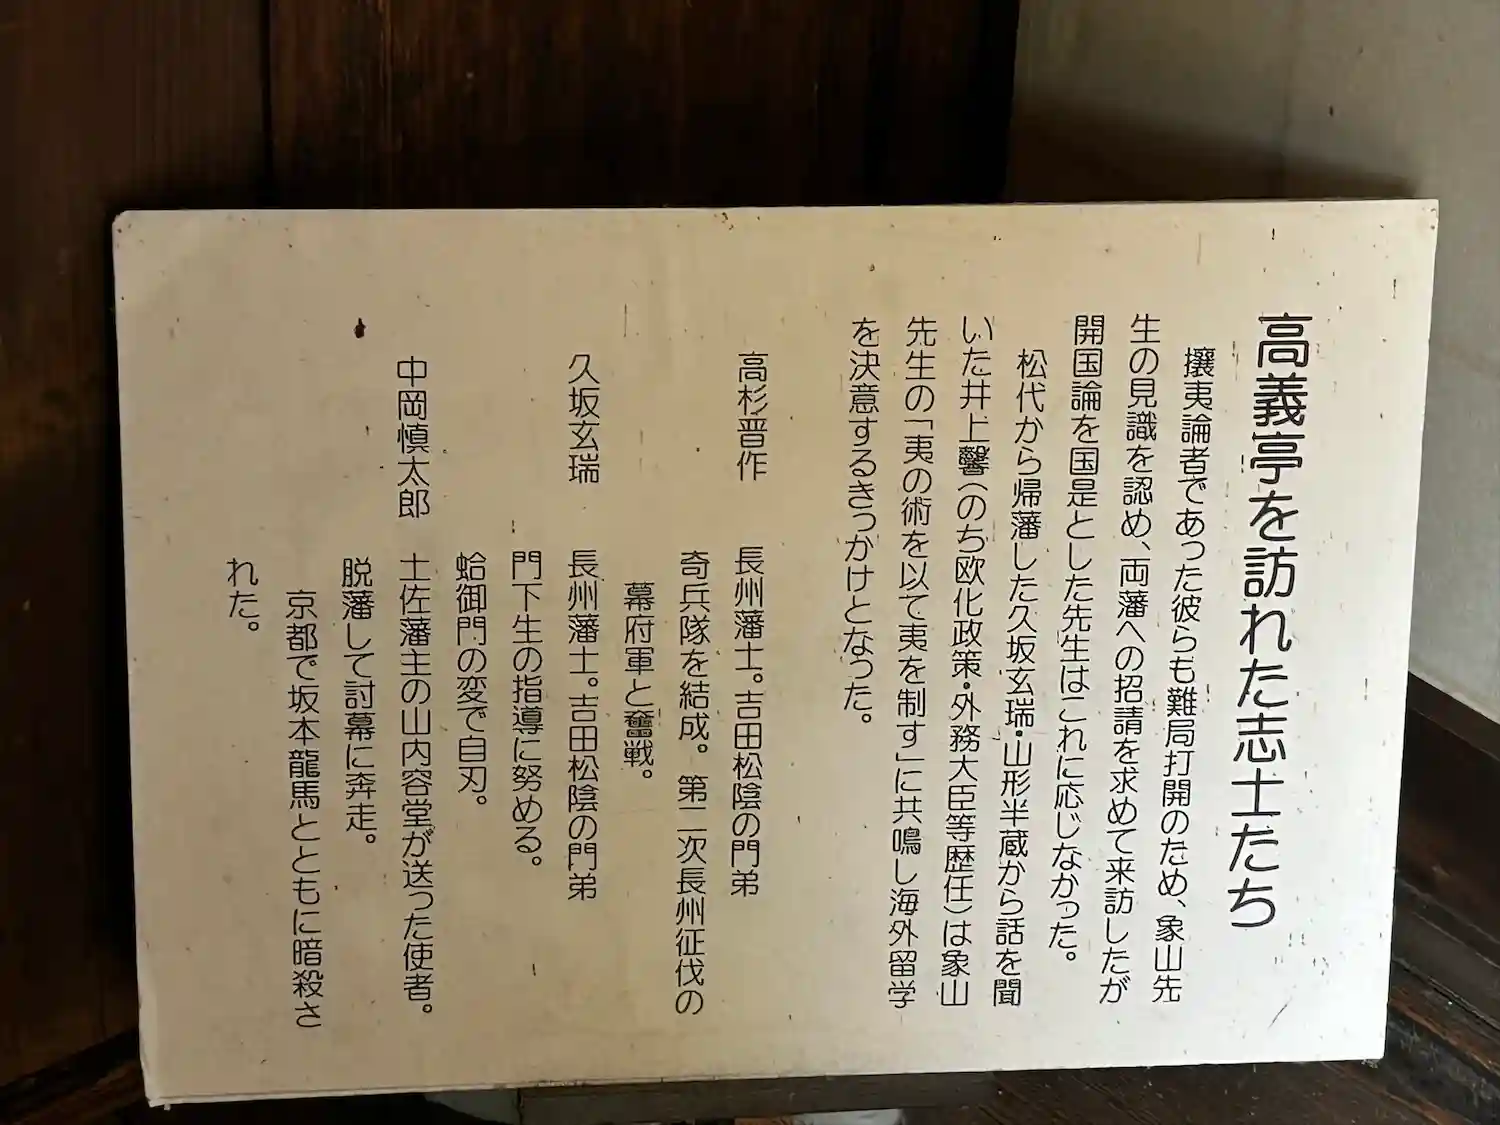 高義亭を訪れた志士たち
攘夷論者であった彼らも難局打開のため、象山先
生の見識を認め、両藩への招請を求めて来訪したが
開国論を国是とした先生はこれに応じなかった。
松代から帰藩した久坂玄瑞・山形半蔵から話を聞
いた井上馨(のち欧化政策・外務大臣等歴任)は象山
先生の「夷の術を以て夷を制す」に共鳴し海外留学
を決意するきっかけとなった。
高杉晋作 長州藩士。吉田松陰の門弟
奇兵隊を結成。第二次長州征伐の
幕府軍と奮戦。
久坂玄瑞 長州藩士。吉田松陰の門弟
門下生の指導に努める。
蛤御門の変で自刃。
中岡慎太郎 土佐藩主の山内容堂が送った使者。
脱藩して討幕に奔走。
京都で坂本龍馬とともに暗殺さ
れた。